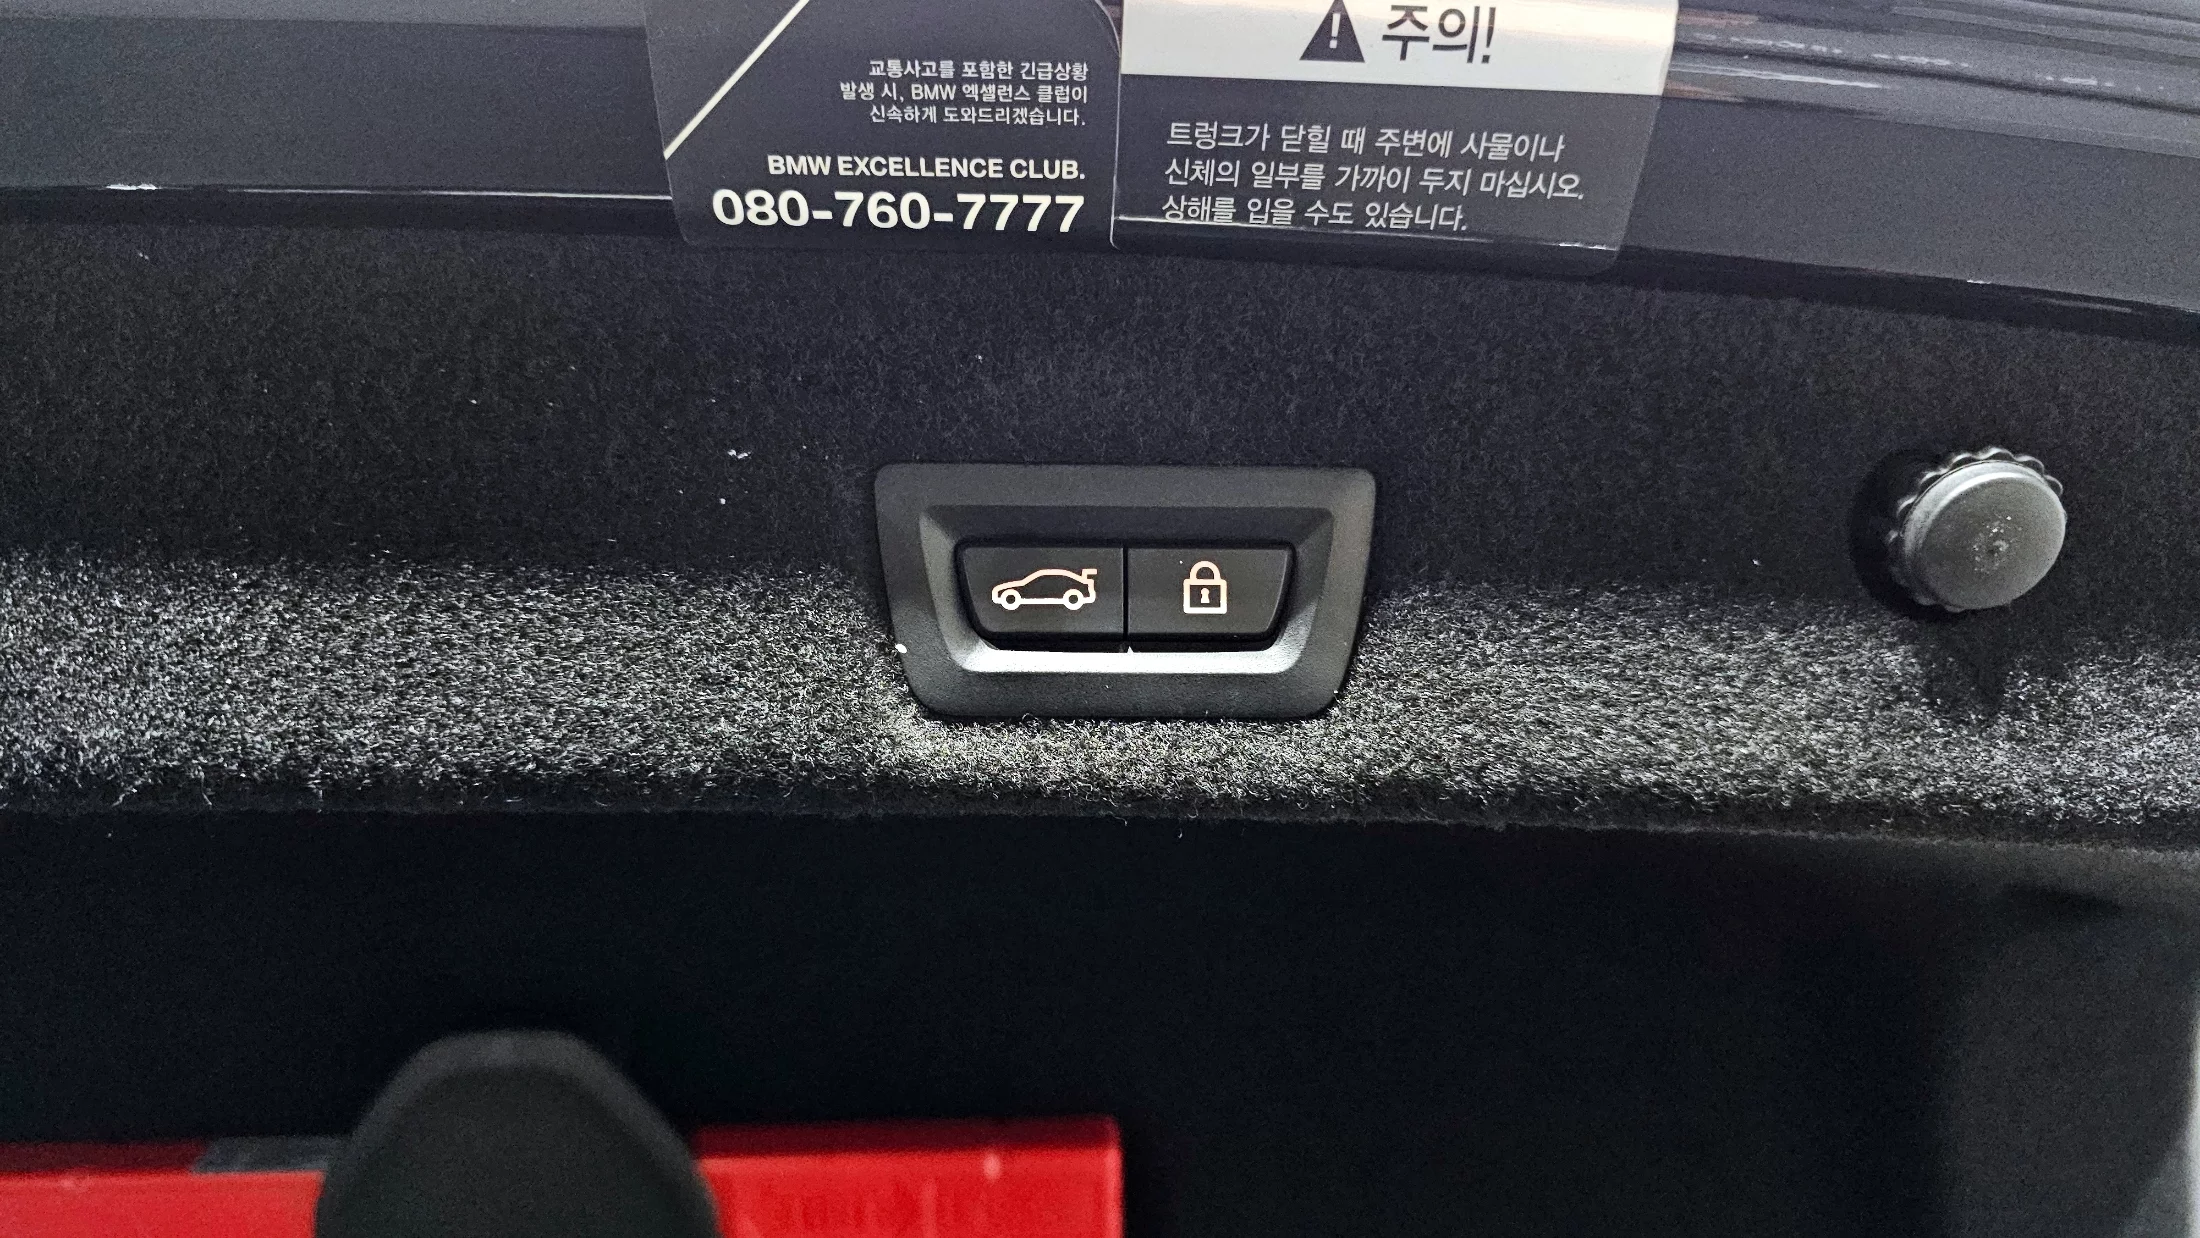 교통사고를 포함한 긴급상황
발생 시, BMW 엑셀런스 클럽이
신속하게 도와드리겠습니다.
BMW EXCELLENCE CLUB.
080-760-7777
주의!
트렁크가 닫힐 때 주변에 사물이나
신체의 일부를 가까이 두지 마십시오.
상해를 입을 수도 있습니다.